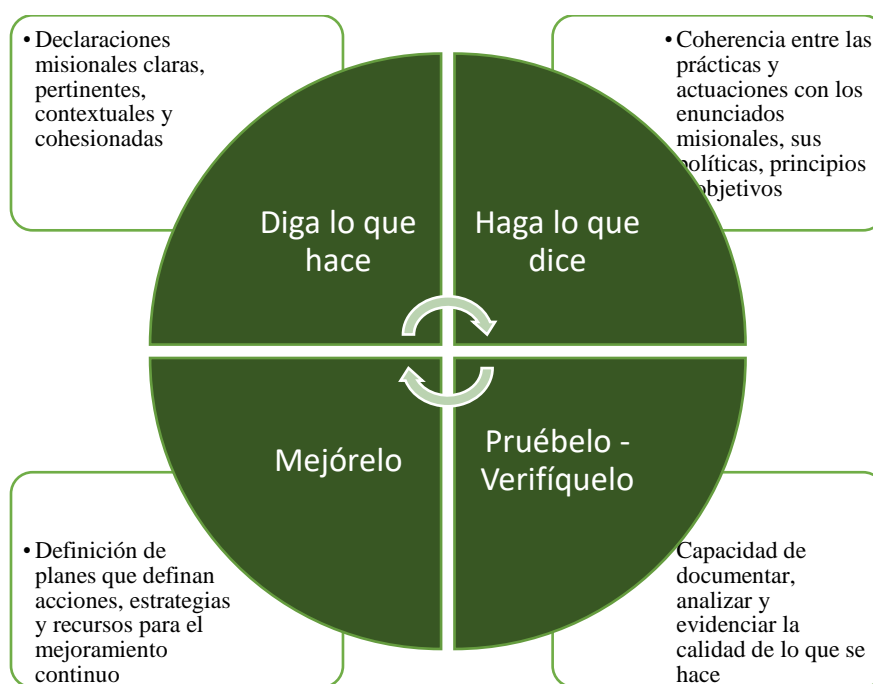 • Declaraciones
misionales claras,
pertinentes,
contextuales y
cohesionadas
• Coherencia entre las
prácticas y
actuaciones con los
enunciados
misionales, sus
políticas, principios
objetivos
Diga lo que
hace
Haga lo que
dice
Mejórelo
Pruébelo -
Verifíquelo
• Definición de
planes que definan
acciones, estrategias
y recursos para el
mejoramiento
continuo
Capacidad de
documentar,
analizar y
evidenciar la
calidad de lo que se
hace